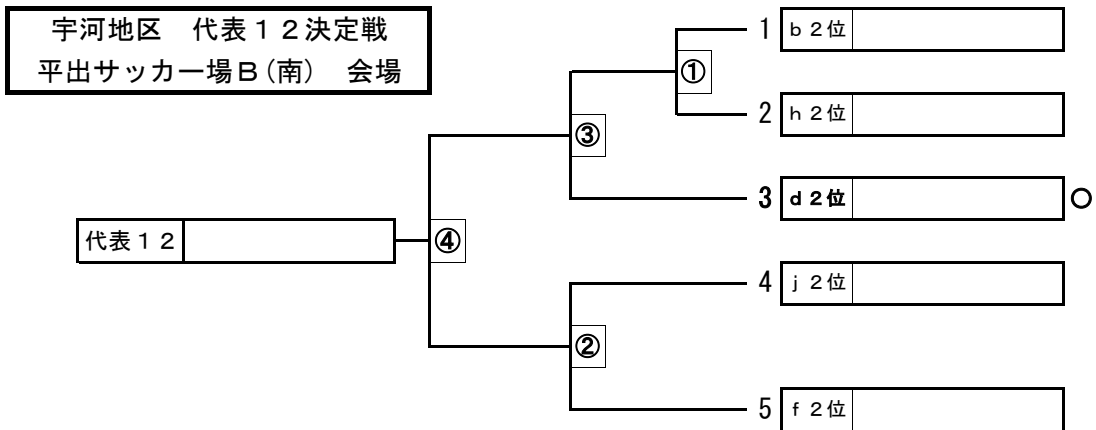 宇河地区　代表１２決定戦
平出サッカー場Ｂ(南)　会場
1 ｂ２位
①
2 ｈ２位
③
3 ｄ２位 ○
代表１２
④
4 ｊ２位
②
5 ｆ２位